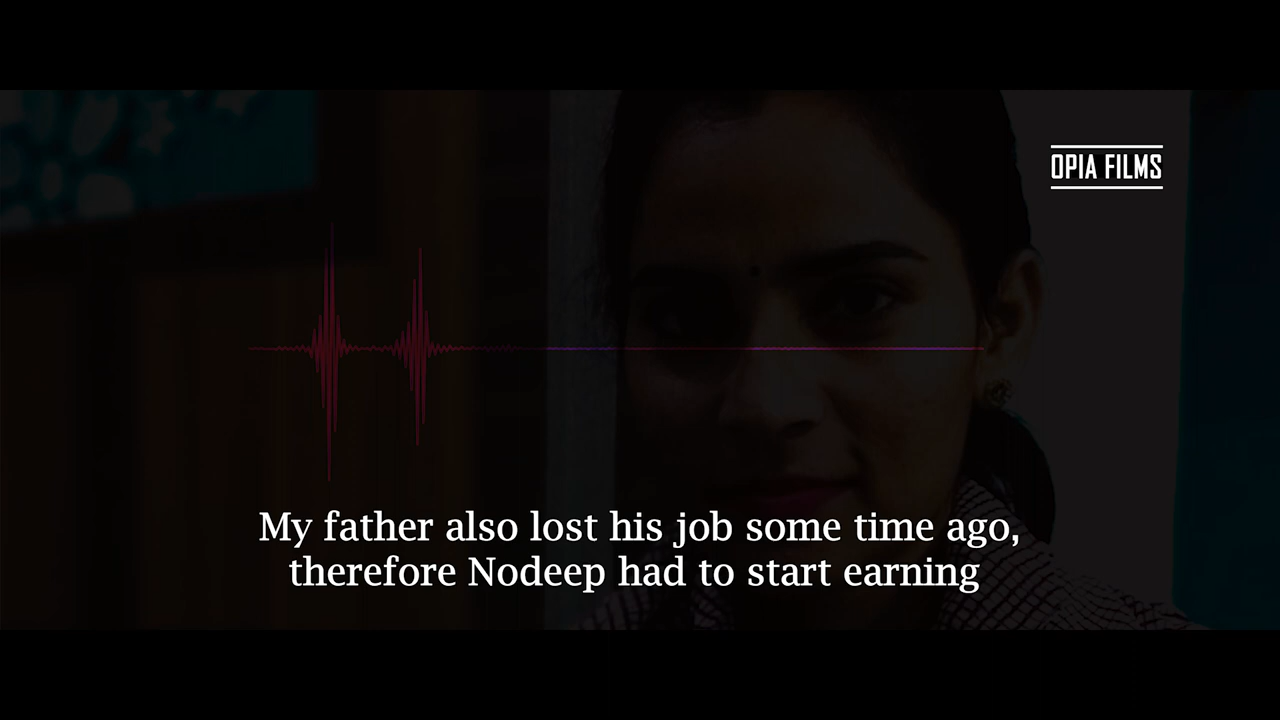 OPIA FILMS
My father also lost his job some time ago,
therefore Nodeep had to start earning